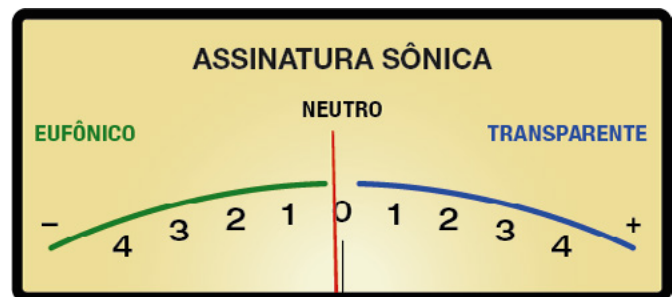 ASSINATURA SÔNICA
NEUTRO
EUFÔNICO TRANSPARENTE
– 4 3 2 1 0 1 2 3 4 +